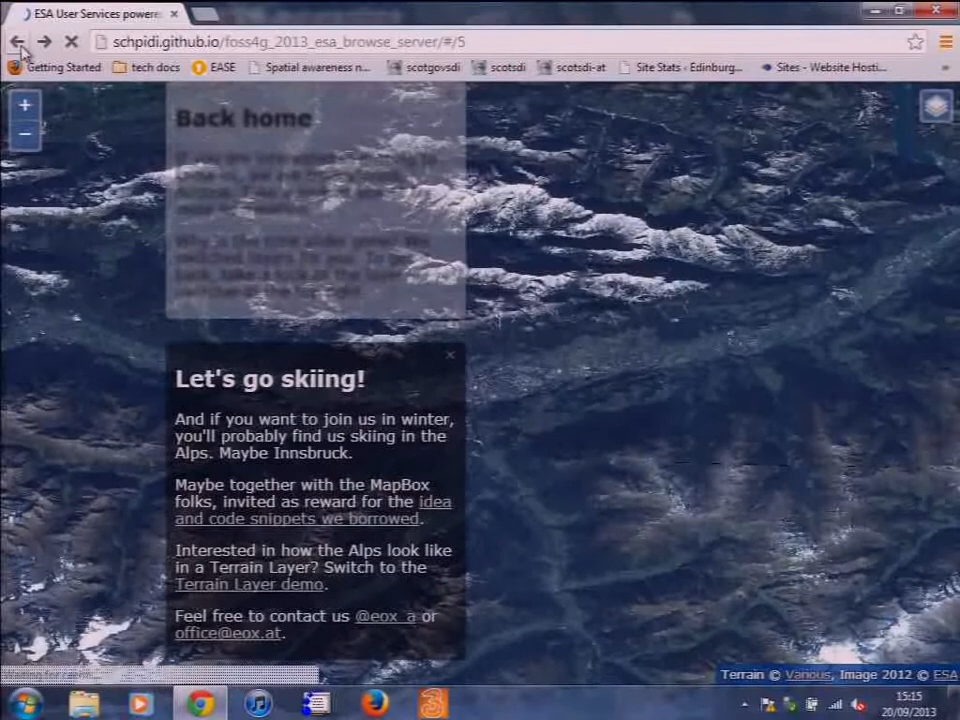 ESA User Services powere
schpidi.github.io/foss4g_2013_esa_browse_server/#/5
Getting Started
tech docs
EASE
Spatial awareness n...
scotgovsdi
scotsdi
scotsdi-at
Site Stats - Edinburg...
Sites - Website Hosti...
Back home
Let's go skiing!
And if you want to join us in winter,
you'll probably find us skiing in the
Alps. Maybe Innsbruck.
Maybe together with the MapBox
folks, invited as reward for the idea
and code snippets we borrowed.
Interested in how the Alps look like
in a Terrain Layer? Switch to the
Terrain Layer demo.
Feel free to contact us @eox_a or
office@eox.at.
Terrain © Various, Image 2012 © ESA
15:15
20/09/2013